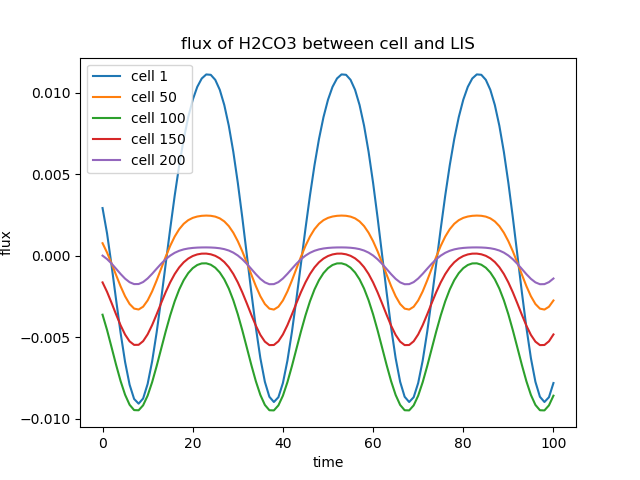 flux of H2CO3 between cell and LIS
cell 1
cell 50
cell 100
cell 150
cell 200
0.010
0.005
0.000
−0.005
−0.010
flux
0
20
40
60
80
100
time